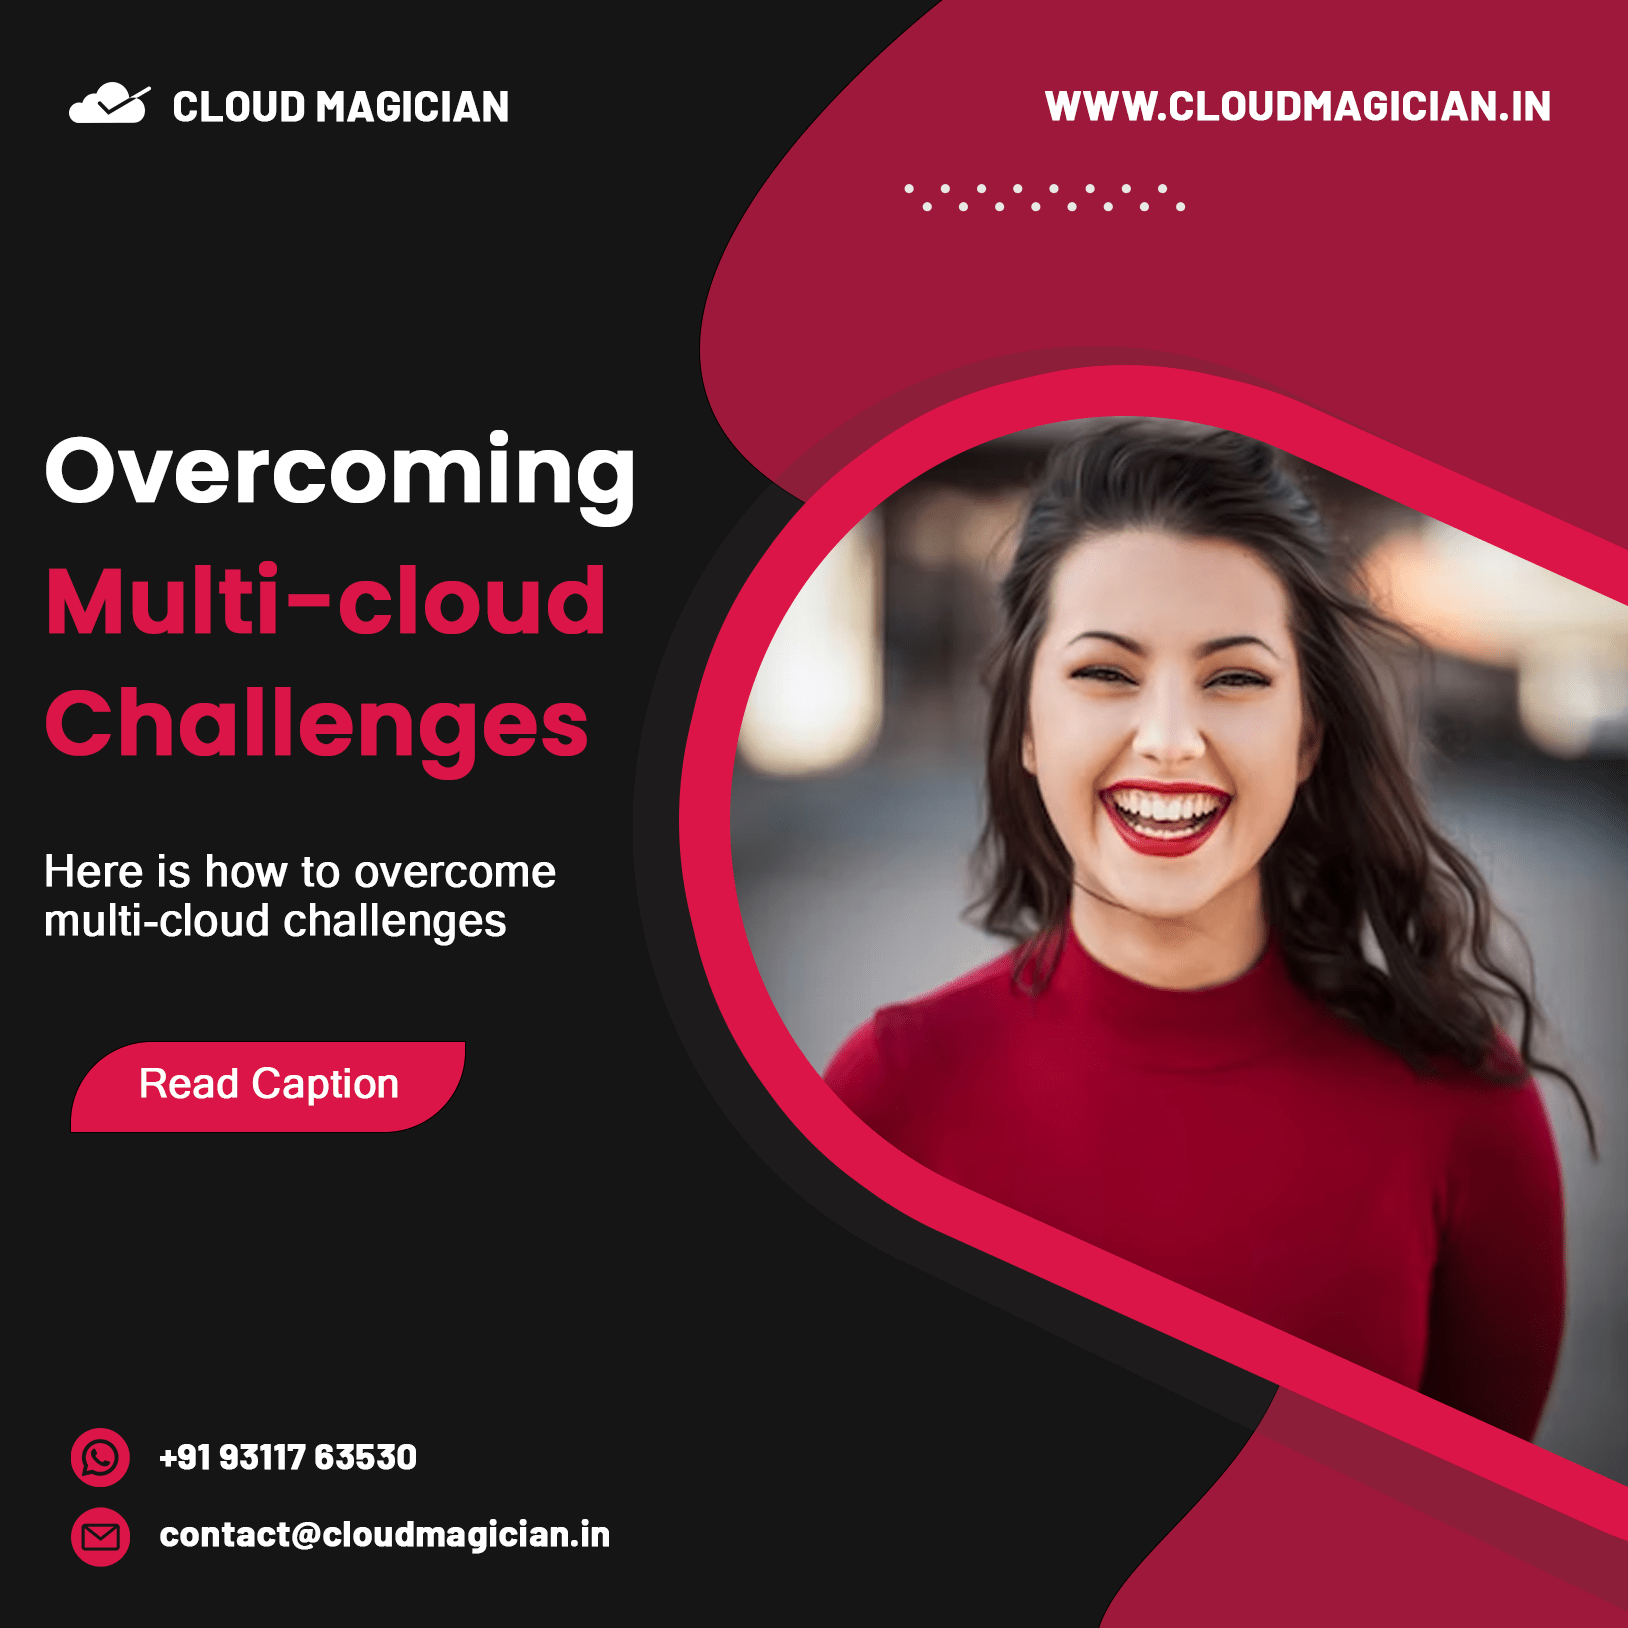 CLOUD MAGICIAN
WWW.CLOUDMAGICIAN.IN
Overcoming
Multi-cloud
Challenges
Here is how to overcome
multi-cloud challenges
Read Caption
+91 93117 63530
contact@cloudmagician.in